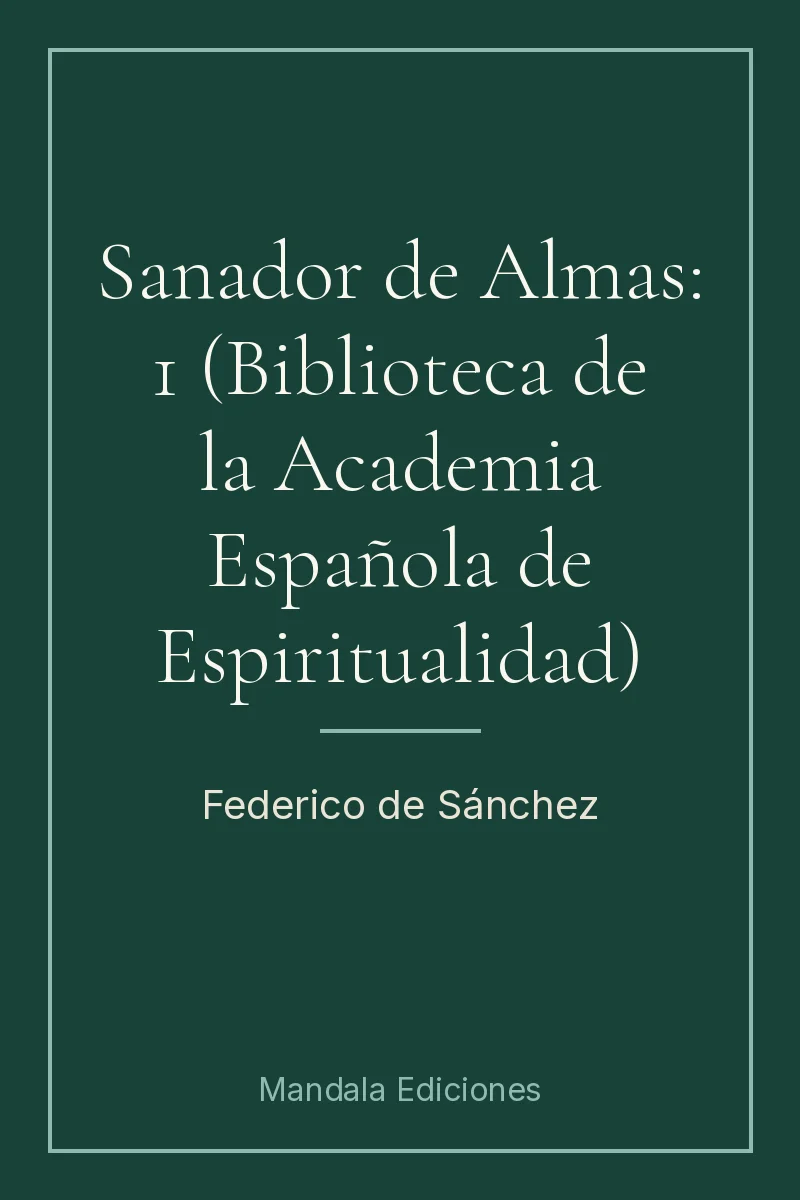 Sanador de Almas:
1 (Biblioteca de
la Academia
Española de
Espiritualidad)
Federico de Sánchez
Mandala Ediciones